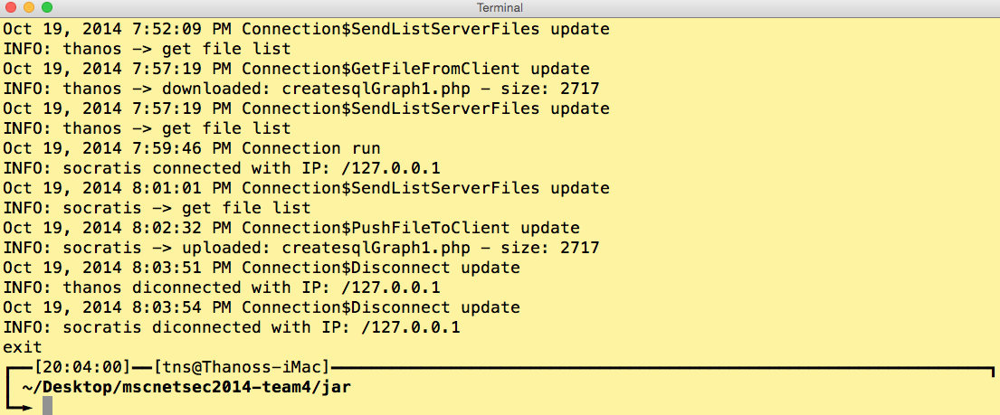 Terminal
Oct 19, 2014 7:52:09 PM Connection$SendListServerFiles update
INFO: thanos -> get file list
Oct 19, 2014 7:57:19 PM Connection$GetFileFromClient update
INFO: thanos -> downloaded: createsqlGraph1.php - size: 2717
Oct 19, 2014 7:57:19 PM Connection$SendListServerFiles update
INFO: thanos -> get file list
Oct 19, 2014 7:59:46 PM Connection run
INFO: socratis connected with IP: /127.0.0.1
Oct 19, 2014 8:01:01 PM Connection$SendListServerFiles update
INFO: socratis -> get file list
Oct 19, 2014 8:02:32 PM Connection$PushFileToClient update
INFO: socratis -> uploaded: createsqlGraph1.php - size: 2717
Oct 19, 2014 8:03:51 PM Connection$Disconnect update
INFO: thanos diconnected with IP: /127.0.0.1
Oct 19, 2014 8:03:54 PM Connection$Disconnect update
INFO: socratis diconnected with IP: /127.0.0.1
exit
[20:04:00]—[tns@Thanoss-iMac]
~/Desktop/mscnetsec2014-team4/jar